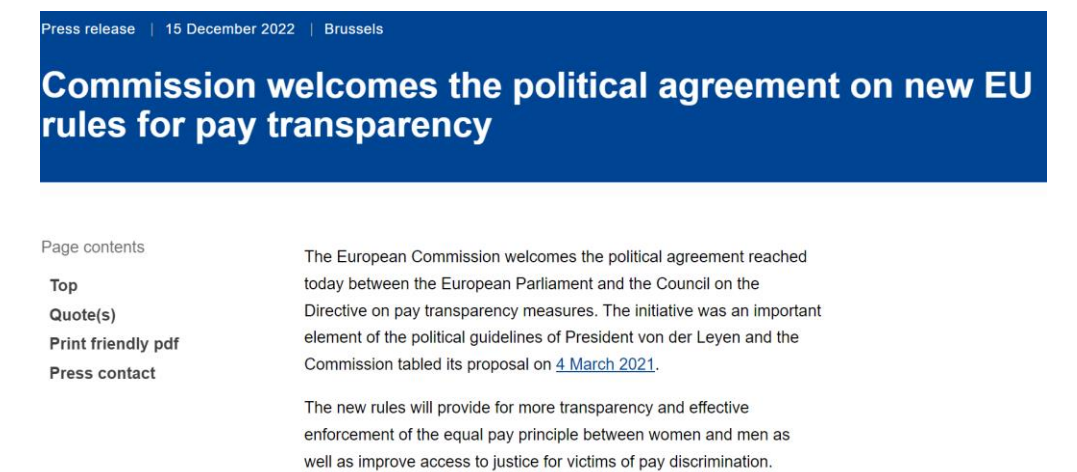 Press release | 15 December 2022 | Brussels
Commission welcomes the political agreement on new EU
rules for pay transparency
Page contents
Top
Quote(s)
Print friendly pdf
Press contact
The European Commission welcomes the political agreement reached
today between the European Parliament and the Council on the
Directive on pay transparency measures. The initiative was an important
element of the political guidelines of President von der Leyen and the
Commission tabled its proposal on 4 March 2021.
The new rules will provide for more transparency and effective
enforcement of the equal pay principle between women and men as
well as improve access to justice for victims of pay discrimination.